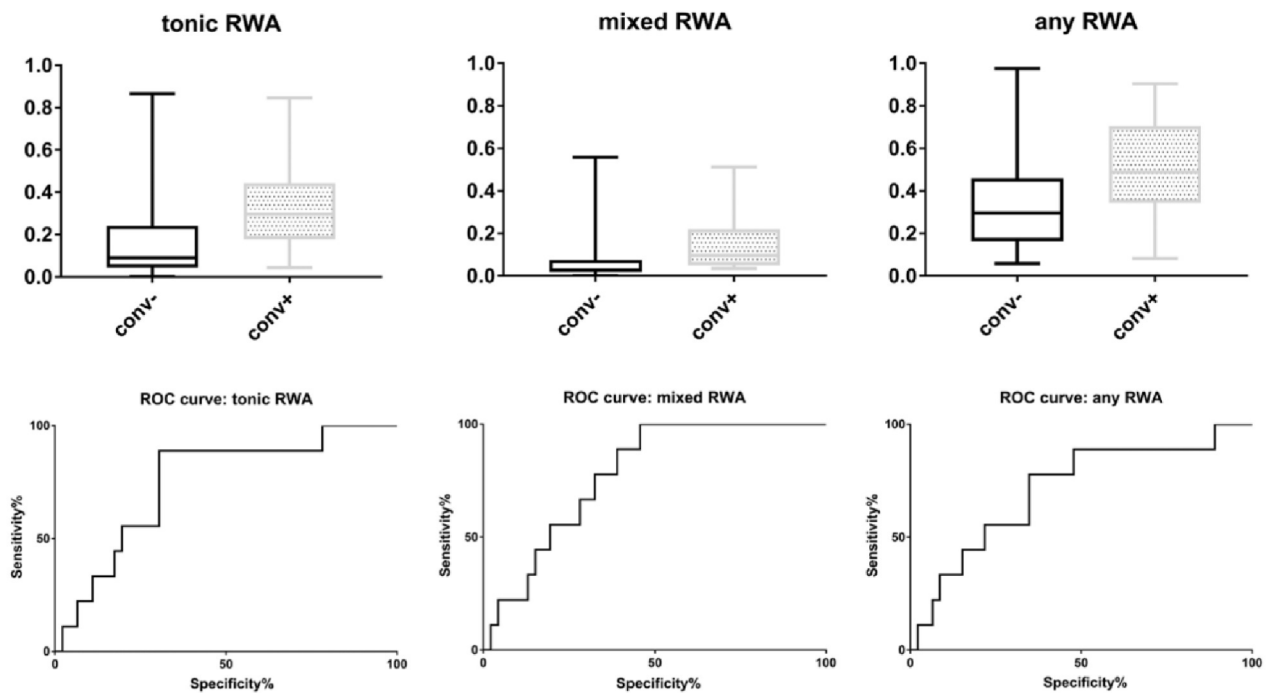 tonic RWA
1.0
0.8
0.6
0.4
0.2
0.0
conv-
conv+
mixed RWA
1.0
0.8
0.6
0.4
0.2
0.0
conv-
conv+
any RWA
1.0
0.8
0.6
0.4
0.2
0.0
conv-
conv+
ROC curve: tonic RWA
Sensitivity%
100
50
0
0 50 100
Specificity%
ROC curve: mixed RWA
Sensitivity%
100
50
0
0 50 100
Specificity%
ROC curve: any RWA
Sensitivity%
100
50
0
0 50 100
Specificity%